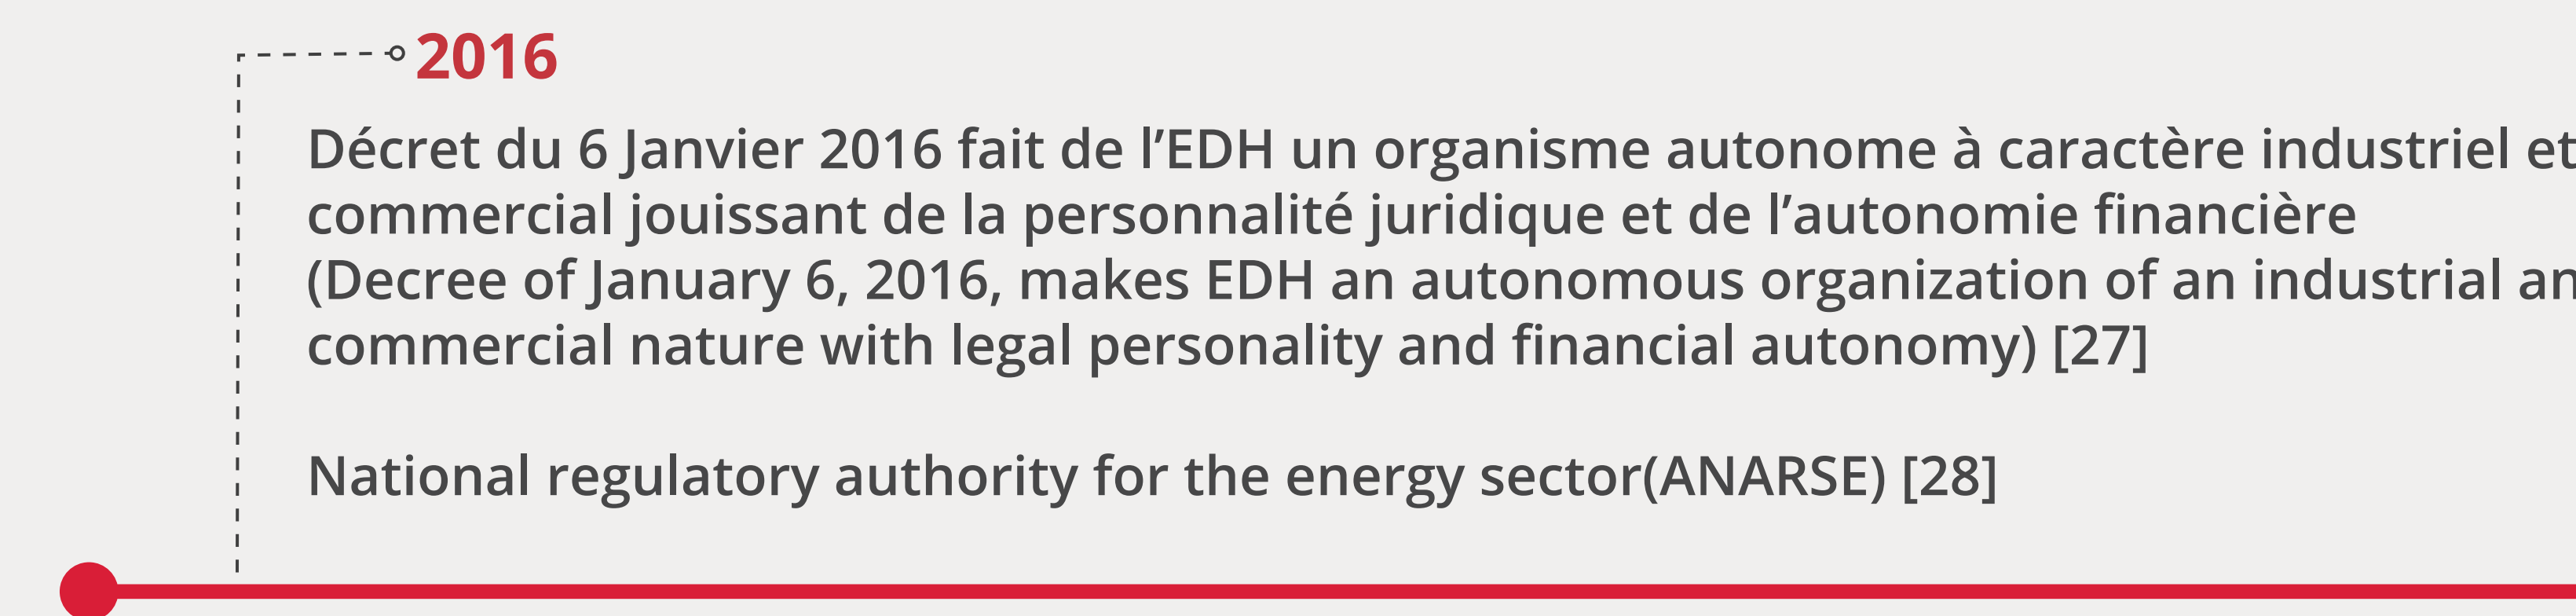 2016
Décret du 6 Janvier 2016 fait de l’EDH un organisme autonome à caractère industriel et
commercial jouissant de la personnalité juridique et de l’autonomie financière
(Decree of January 6, 2016, makes EDH an autonomous organization of an industrial an
commercial nature with legal personality and financial autonomy) [27]
National regulatory authority for the energy sector(ANARSE) [28]